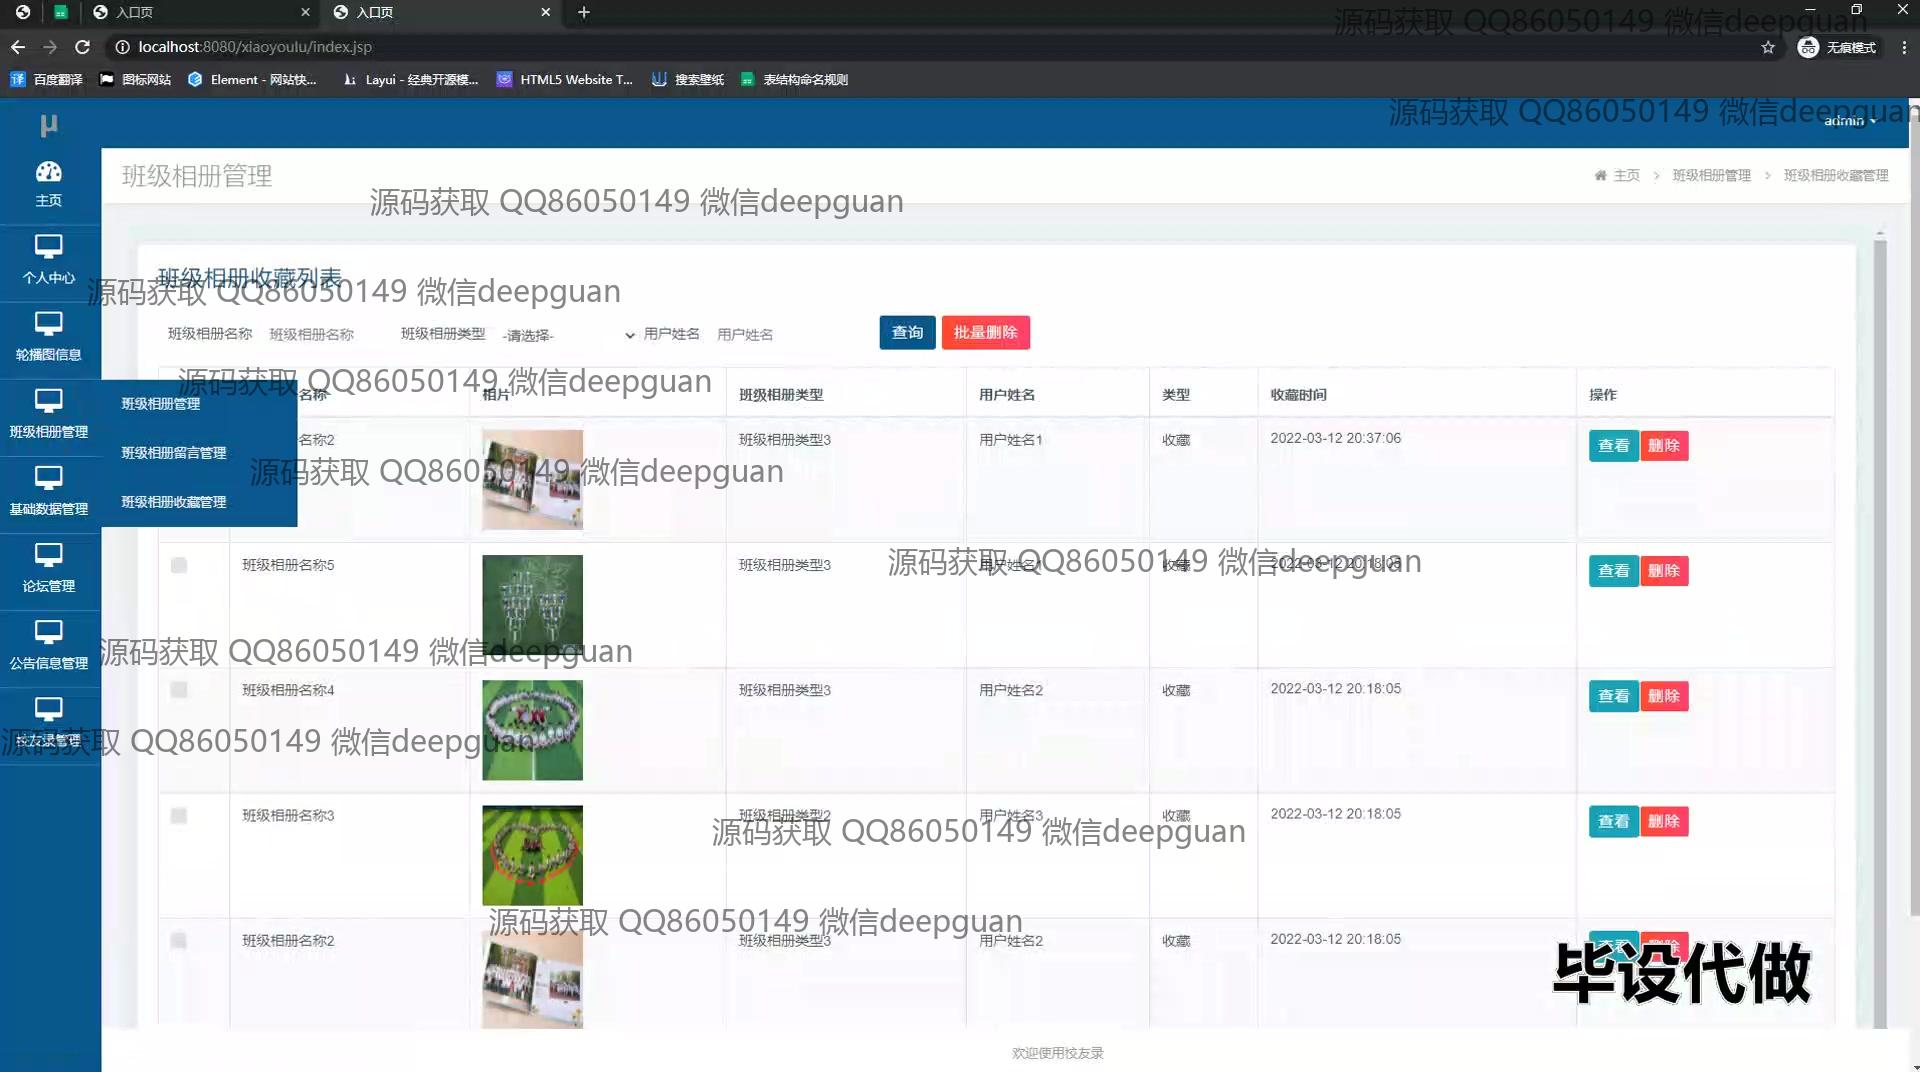 入口页
入口页
localhost:8080/xiaoyoulu/index.jsp
无痕模式
百度翻译
图标网站
Element - 网站快...
Layui - 经典开源模...
HTML5 Website T...
搜索壁纸
表结构命名规则
源码获取 QQ86050149 微信deepguan
源码获取 QQ86050149 微信deepguan
μ
admin
主页
个人中心
轮播图信息
班级相册管理
基础数据管理
论坛管理
公告信息管理
校友录管理
班级相册管理
主页 > 班级相册管理 > 班级相册收藏管理
源码获取 QQ86050149 微信deepguan
班级相册收藏列表
源码获取 QQ86050149 微信deepguan
班级相册名称 班级相册名称 班级相册类型 -请选择- 用户姓名 用户姓名 查询 批量删除
源码获取 QQ86050149 微信deepguan
班级相册管理
班级相册留言管理
班级相册收藏管理
名称 相片 班级相册类型 用户姓名 类型 收藏时间 操作
名称2 班级相册类型3 用户姓名1 收藏 2022-03-12 20:37:06 查看 删除
源码获取 QQ86050149 微信deepguan
班级相册名称5 班级相册类型3 用户姓名1 收藏 2022-03-12 20:18:05 查看 删除
源码获取 QQ86050149 微信deepguan
源码获取 QQ86050149 微信deepguan
班级相册名称4 班级相册类型3 用户姓名2 收藏 2022-03-12 20:18:05 查看 删除
源码获取 QQ86050149 微信deepguan
班级相册名称3 班级相册类型2 用户姓名3 收藏 2022-03-12 20:18:05 查看 删除
源码获取 QQ86050149 微信deepguan
源码获取 QQ86050149 微信deepguan
班级相册名称2 班级相册类型3 用户姓名2 收藏 2022-03-12 20:18:05 查看 删除
毕设代做
欢迎使用校友录